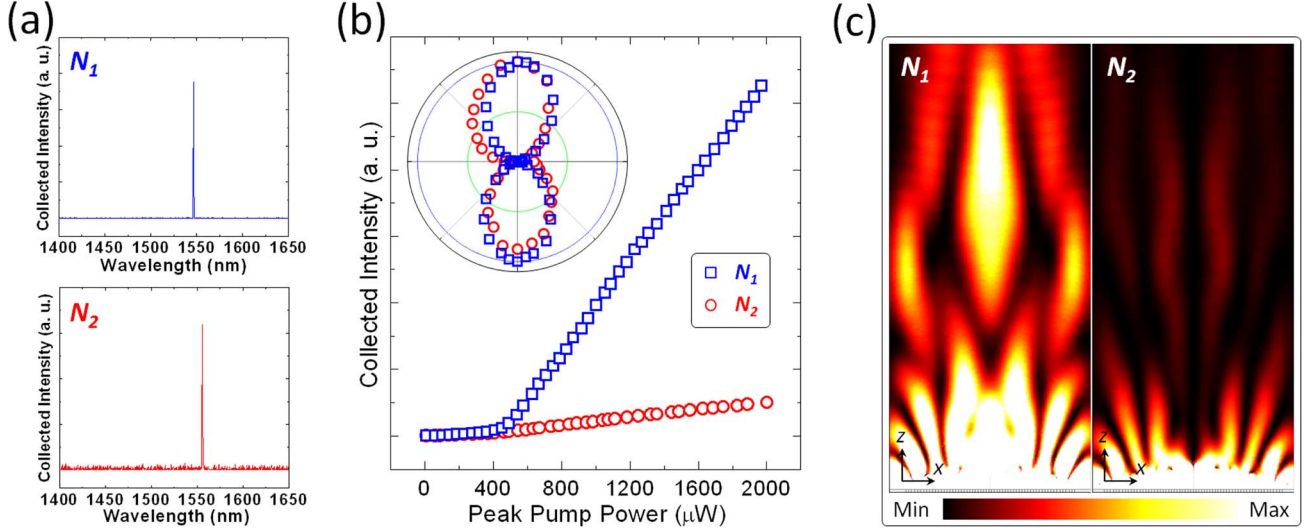 (a)
N1
Collected Intensity (a. u.)
1400 1450 1500 1550 1600 1650
Wavelength (nm)
N2
Collected Intensity (a. u.)
1400 1450 1500 1550 1600 1650
Wavelength (nm)
(b)
Collected Intensity (a. u.)
N1
N2
0 400 800 1200 1600 2000
Peak Pump Power (μW)
(c)
N1
N2
z
x
z
x
Min
Max